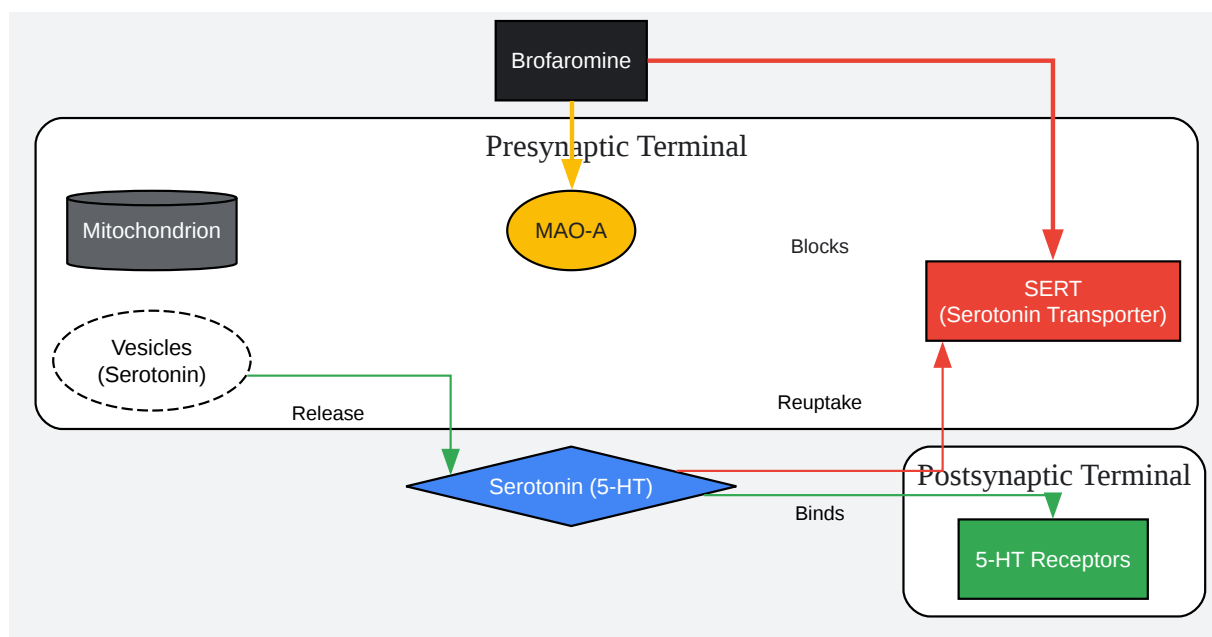 Brofaromine
Presynaptic Terminal
Mitochondrion
MAO-A
Blocks
SERT
(Serotonin Transporter)
Vesicles
(Serotonin)
Release
Reuptake
Serotonin (5-HT)
Postsynaptic Terminal
Binds
5-HT Receptors